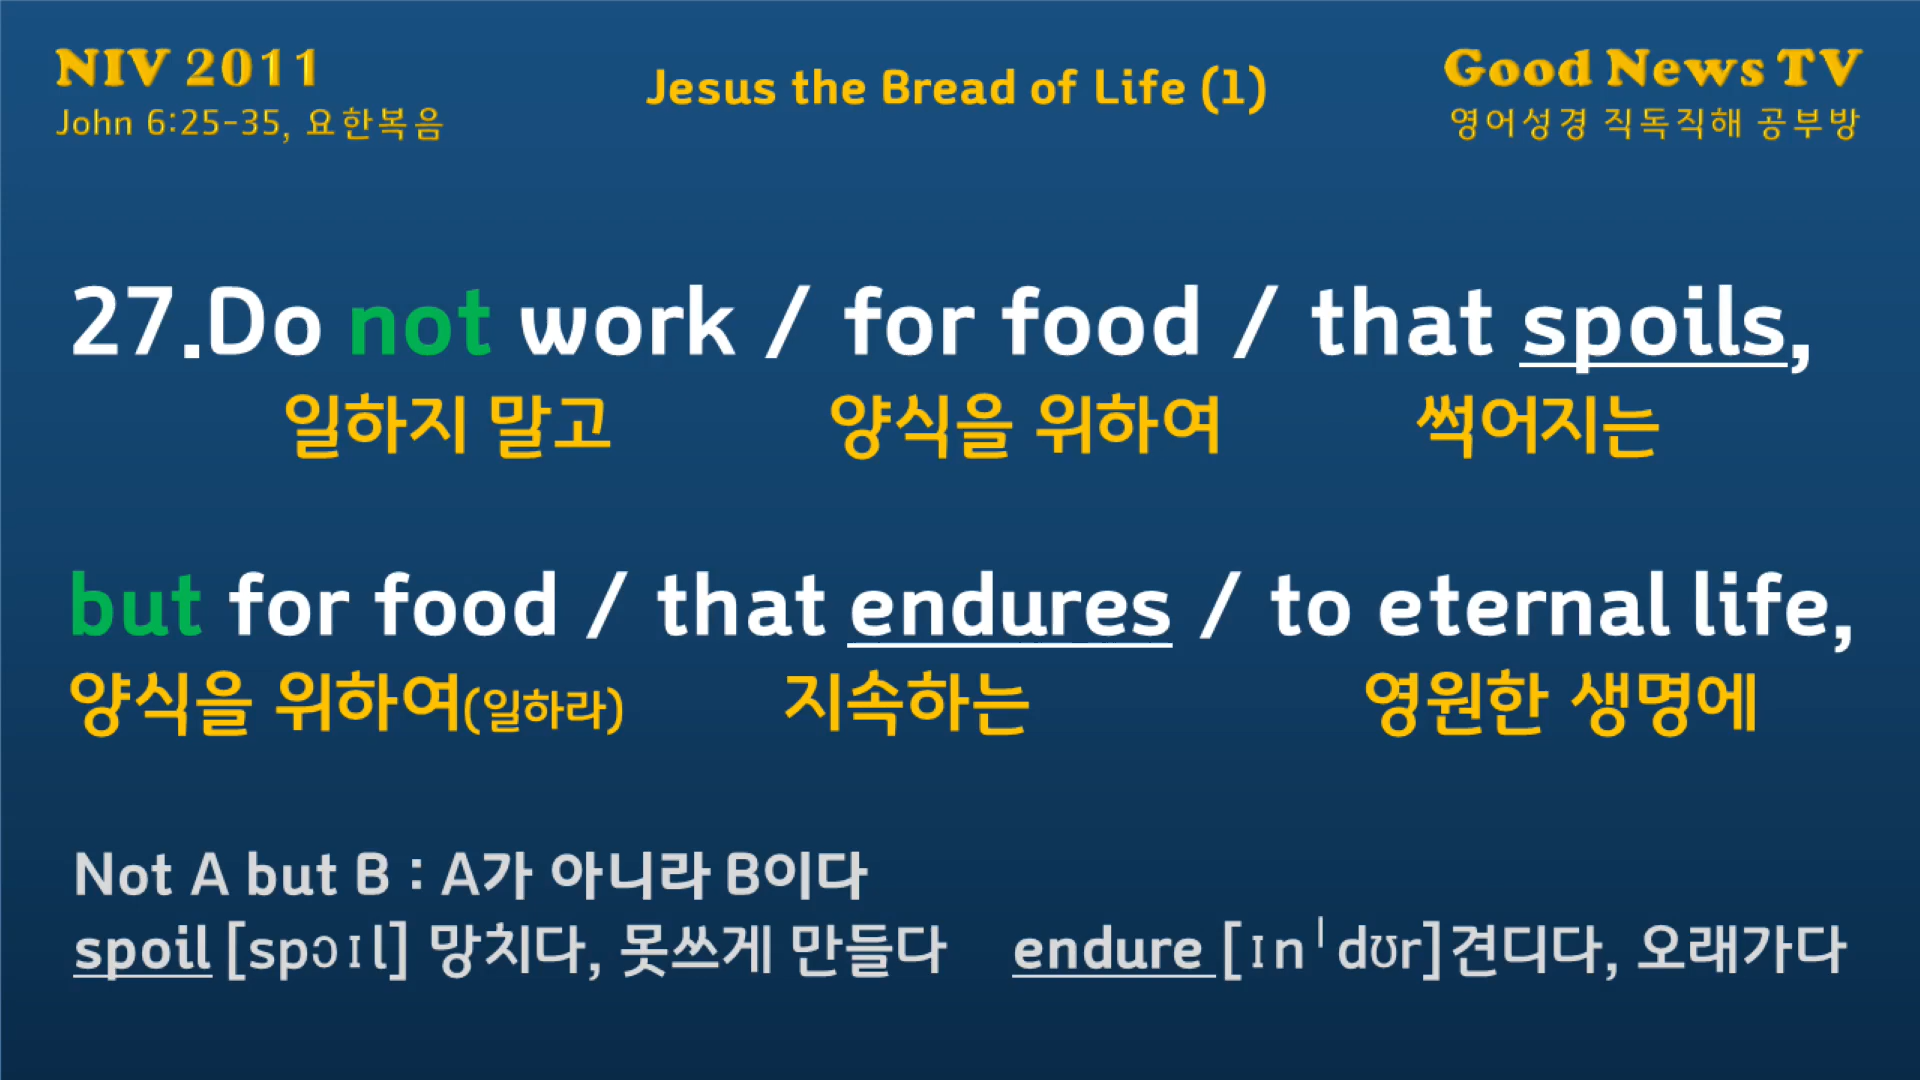 NIV 2011
John 6:25-35, 요한복음
Jesus the Bread of Life (1)
Good News TV
영어성경 직독직해 공부방
27.Do not work / for food / that spoils,
일하지 말고 양식을 위하여 썩어지는
but for food / that endures / to eternal life,
양식을 위하여(일하라) 지속하는 영원한 생명에
Not A but B : A가 아니라 B이다
spoil [spɔɪl] 망치다, 못쓰게 만들다 endure [ɪnˈdʊr]견디다, 오래가다